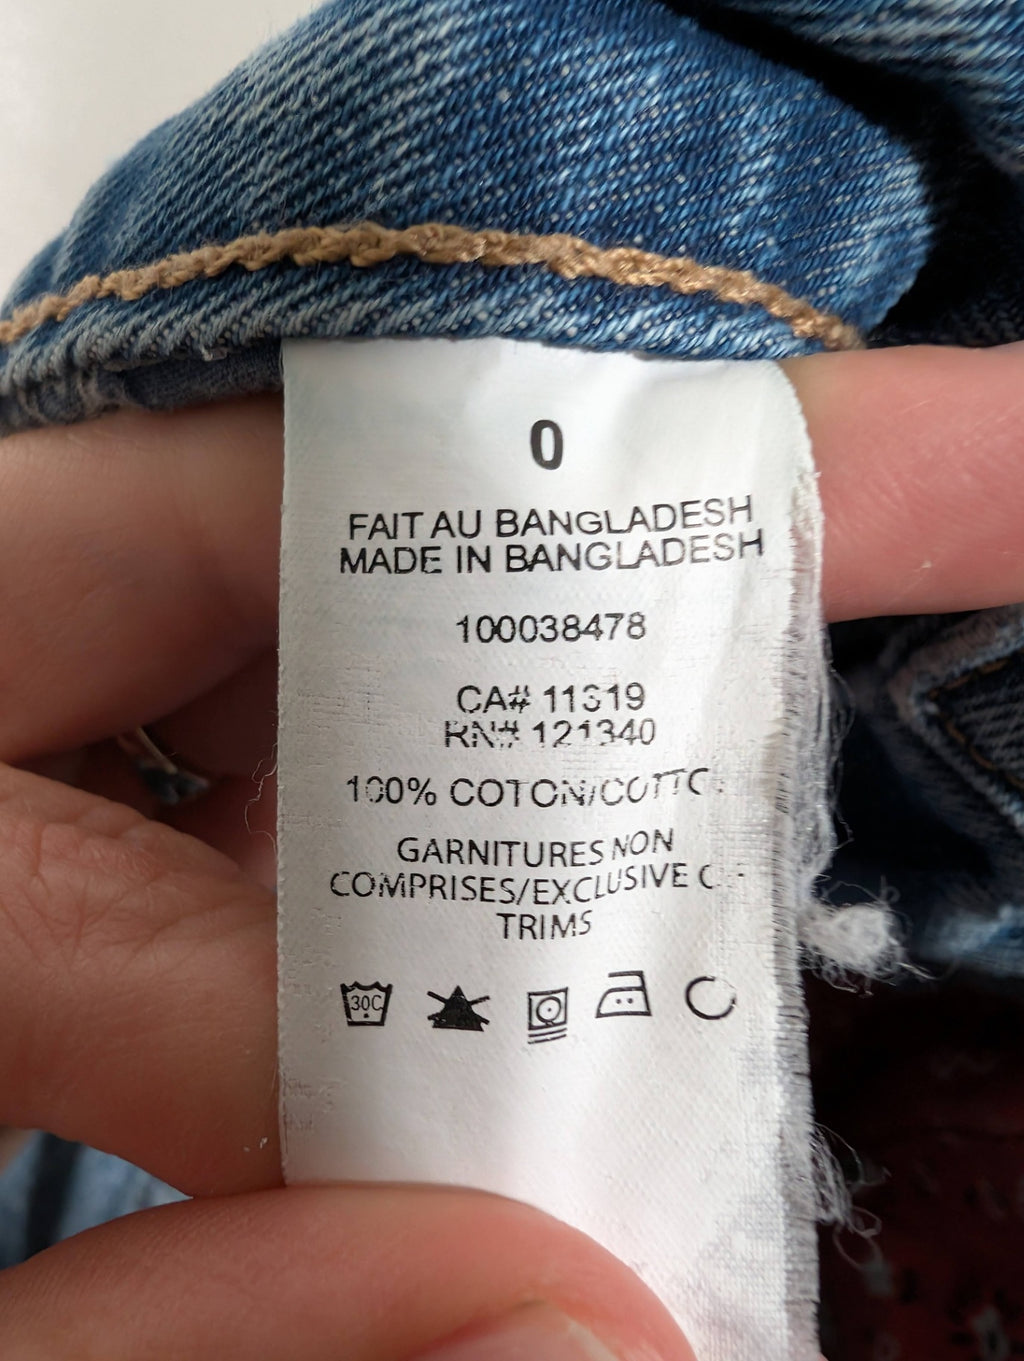 0
FAIT AU BANGLADESH
MADE IN BANGLADESH
100038478
CA# 11319
RN# 121340
100% COTON/COTTO
GARNITURES NON
COMPRISES/EXCLUSIVE
TRIMS
30C